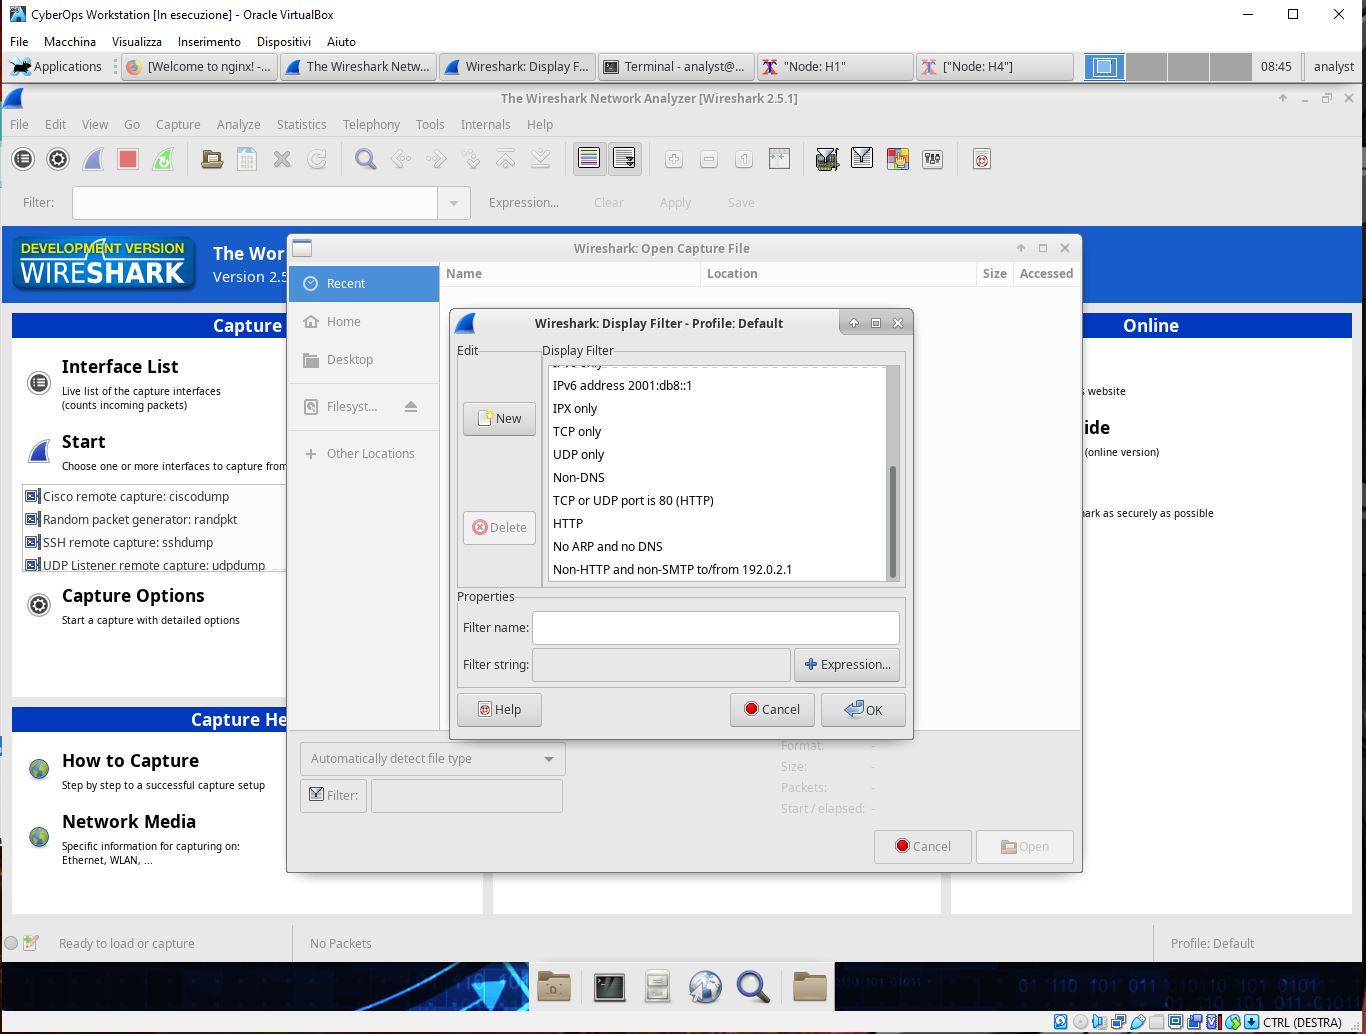 CyberOps Workstation [In esecuzione] - Oracle VirtualBox
File Macchina Visualizza Inserimento Dispositivi Aiuto
Applications [Welcome to nginx! -... The Wireshark Netw... Wireshark: Display F... Terminal - analyst@... "Node: H1" ["Node: H4"] 08:45 analyst
The Wireshark Network Analyzer [Wireshark 2.5.1]
File Edit View Go Capture Analyze Statistics Telephony Tools Internals Help
Filter: Expression... Clear Apply Save
DEVELOPMENT VERSION
WIRESHARK
The Wor
Version 2.5
Wireshark: Open Capture File
Recent
Home
Desktop
Filesyst...
Other Locations
Name Location Size Accessed
Capture
Interface List
Live list of the capture interfaces
(counts incoming packets)
Start
Choose one or more interfaces to capture from
Cisco remote capture: ciscodump
Random packet generator: randpkt
SSH remote capture: sshdump
UDP Listener remote capture: udpdump
Capture Options
Start a capture with detailed options
Capture He
How to Capture
Step by step to a successful capture setup
Network Media
Specific information for capturing on:
Ethernet, WLAN, ...
Wireshark: Display Filter - Profile: Default
Edit
New
Delete
Display Filter
IPv6 address 2001:db8::1
IPX only
TCP only
UDP only
Non-DNS
TCP or UDP port is 80 (HTTP)
HTTP
No ARP and no DNS
Non-HTTP and non-SMTP to/from 192.0.2.1
Properties
Filter name:
Filter string: Expression...
Help Cancel OK
Automatically detect file type
Filter:
Format: -
Size: -
Packets: -
Start / elapsed: -
Cancel Open
Online
s website
ide
(online version)
ark as securely as possible
Ready to load or capture No Packets Profile: Default
CTRL (DESTRA)